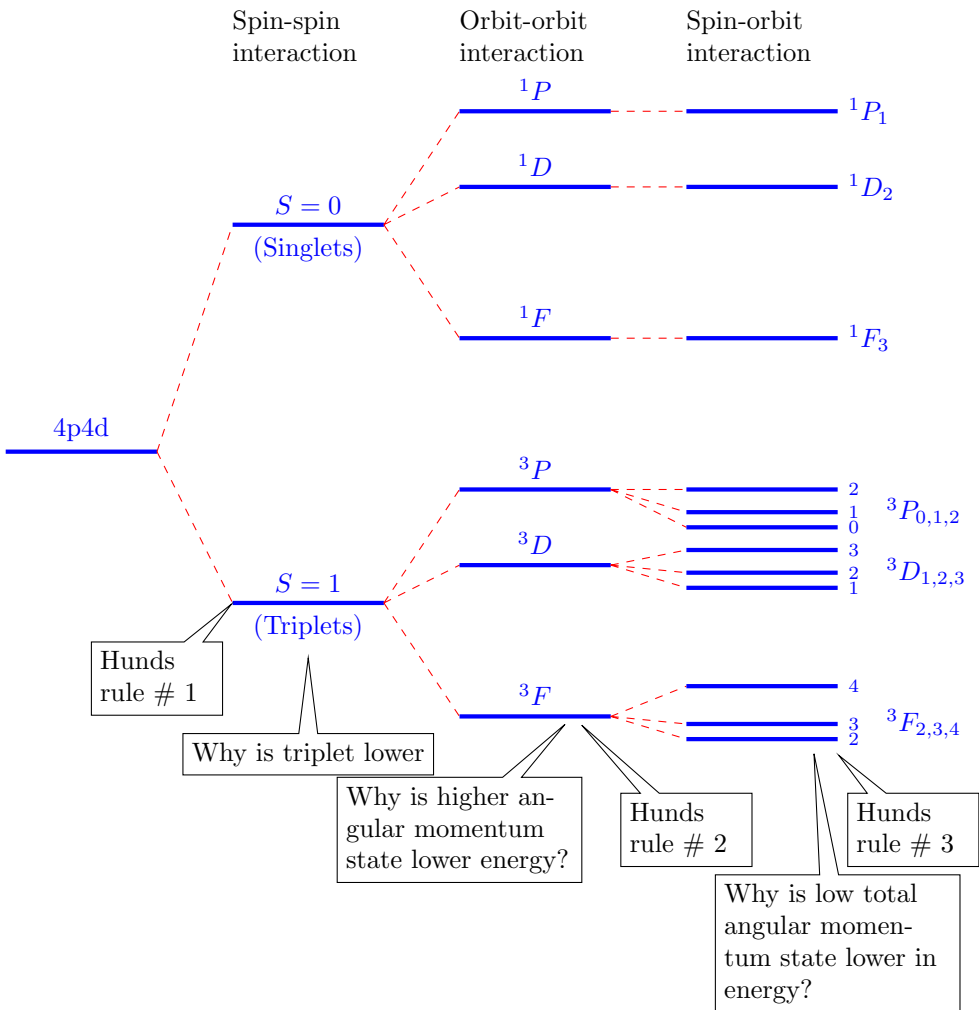 Spin-spin
interaction
Orbit-orbit
interaction
Spin-orbit
interaction
¹P
¹P₁
¹D
¹D₂
S = 0
(Singlets)
¹F
¹F₃
4p4d
³P
2
1
0
³P₀,₁,₂
³D
3
2
1
³D₁,₂,₃
S = 1
(Triplets)
Hunds
rule # 1
³F
4
3
2
³F₂,₃,₄
Why is triplet lower
Why is higher an-
gular momentum
state lower energy?
Hunds
rule # 2
Hunds
rule # 3
Why is low total
angular momen-
tum state lower in
energy?